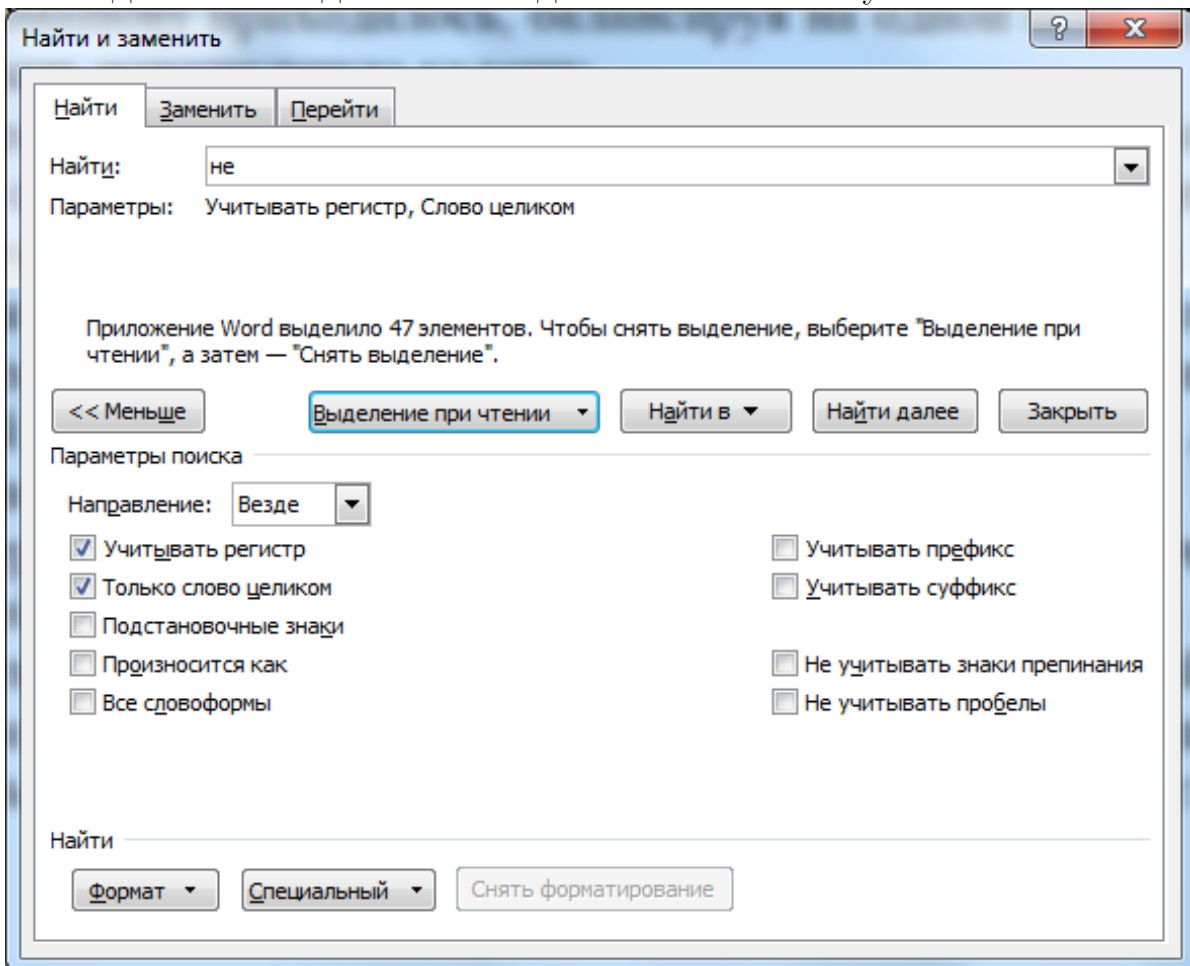 Найти и заменить
Найти Заменить Перейти
Найти: не
Параметры: Учитывать регистр, Слово целиком
Приложение Word выделило 47 элементов. Чтобы снять выделение, выберите "Выделение при
чтении", а затем — "Снять выделение".
<< Меньше Выделение при чтении Найти в Найти далее Закрыть
Параметры поиска
Направление: Везде
Учитывать регистр Учитывать префикс
Только слово целиком Учитывать суффикс
Подстановочные знаки
Произносится как Не учитывать знаки препинания
Все словоформы Не учитывать пробелы
Найти
Формат Специальный Снять форматирование